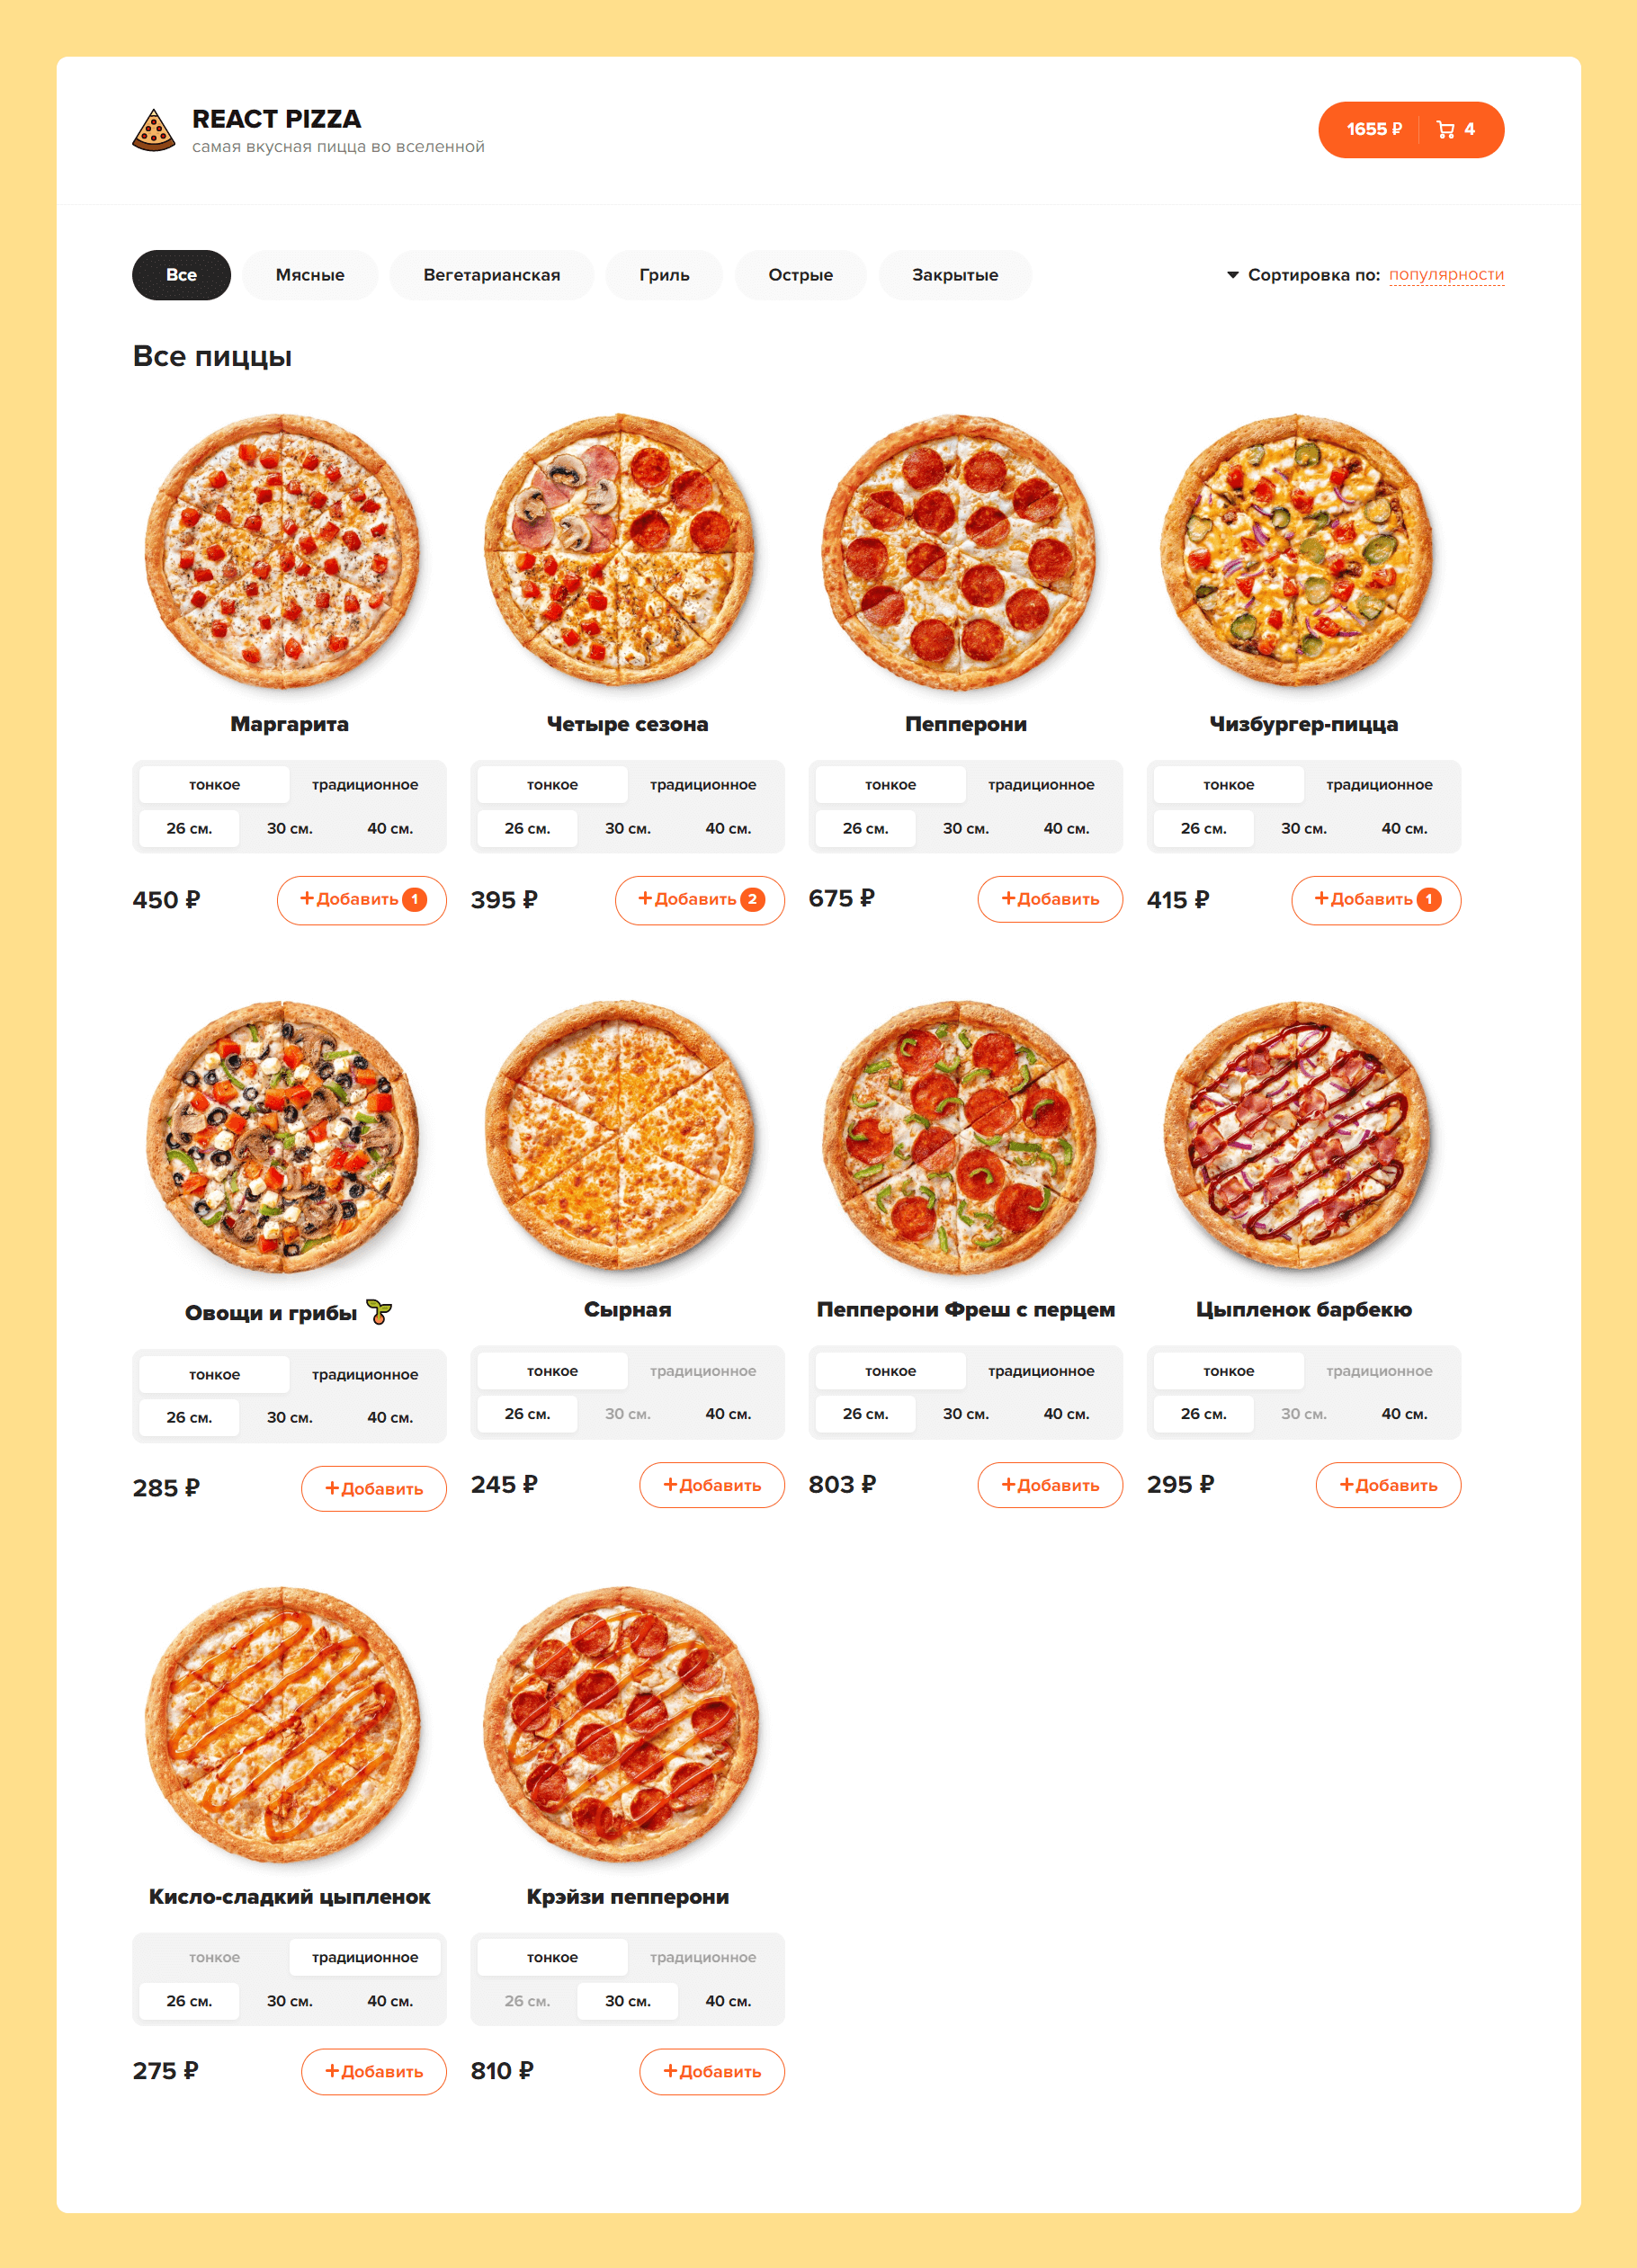 REACT PIZZA
самая вкусная пицца во вселенной
1655 ₽ 4
Все Мясные Вегетарианская Гриль Острые Закрытые Сортировка по: популярности
Все пиццы
Маргарита Четыре сезона Пепперони Чизбургер-пицца
тонкое традиционное тонкое традиционное тонкое традиционное тонкое традиционное
26 см. 30 см. 40 см. 26 см. 30 см. 40 см. 26 см. 30 см. 40 см. 26 см. 30 см. 40 см.
450 ₽ +Добавить 1 395 ₽ +Добавить 2 675 ₽ +Добавить 415 ₽ +Добавить 1
Овощи и грибы Сырная Пепперони Фреш с перцем Цыпленок барбекю
тонкое традиционное тонкое традиционное тонкое традиционное тонкое традиционное
26 см. 30 см. 40 см. 26 см. 30 см. 40 см. 26 см. 30 см. 40 см. 26 см. 30 см. 40 см.
285 ₽ +Добавить 245 ₽ +Добавить 803 ₽ +Добавить 295 ₽ +Добавить
Кисло-сладкий цыпленок Крэйзи пепперони
тонкое традиционное тонкое традиционное
26 см. 30 см. 40 см. 26 см. 30 см. 40 см.
275 ₽ +Добавить 810 ₽ +Добавить